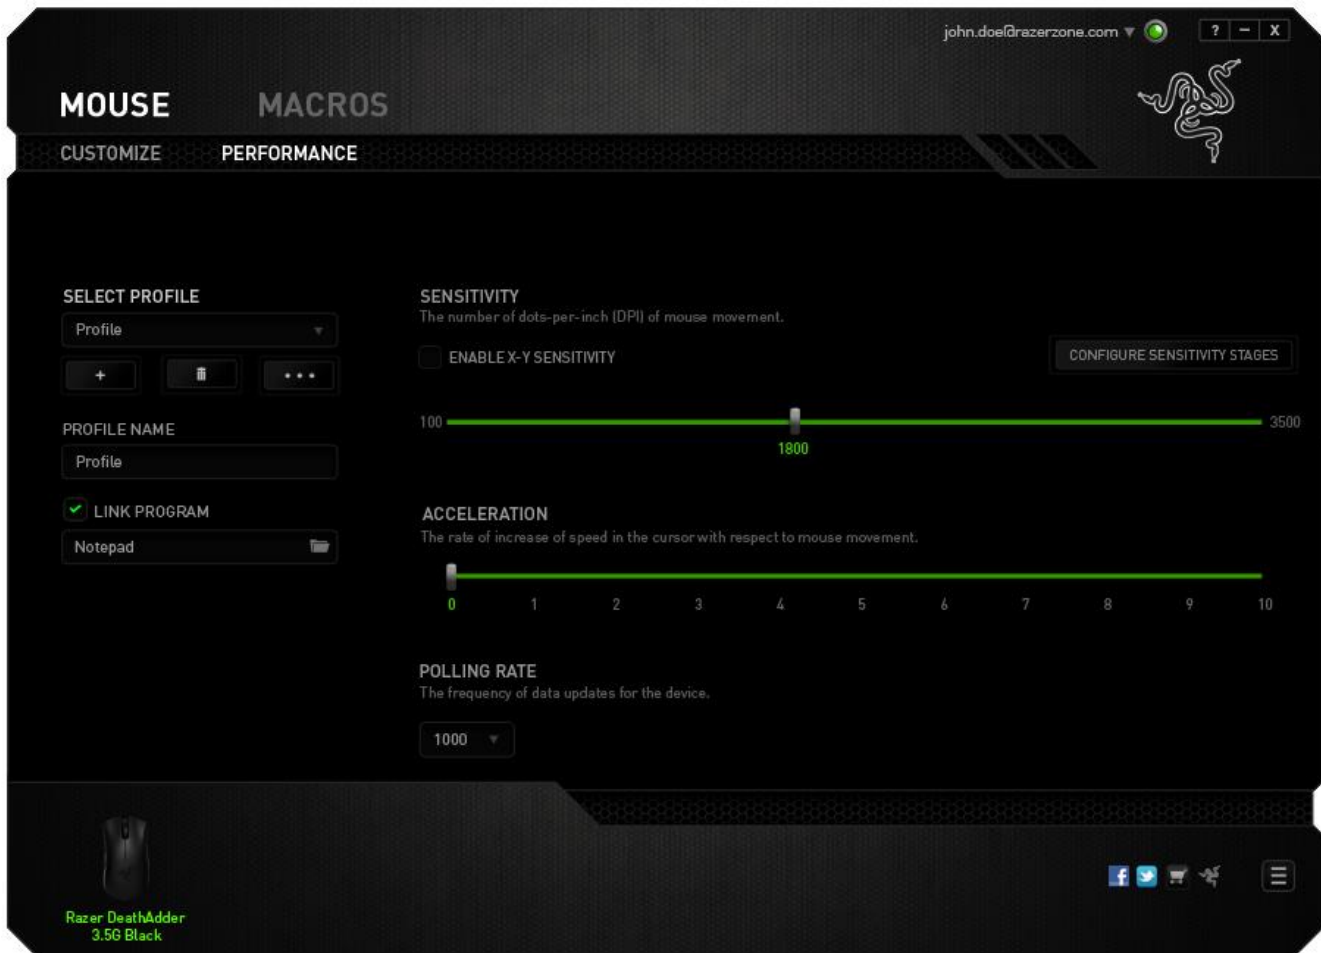 john.doe@razerzone.com
? – X
MOUSE MACROS
CUSTOMIZE PERFORMANCE
SELECT PROFILE
Profile
+ •••
PROFILE NAME
Profile
LINK PROGRAM
Notepad
SENSITIVITY
The number of dots-per-inch (DPI) of mouse movement.
ENABLE X-Y SENSITIVITY
CONFIGURE SENSITIVITY STAGES
100 3500
1800
ACCELERATION
The rate of increase of speed in the cursor with respect to mouse movement.
0 1 2 3 4 5 6 7 8 9 10
POLLING RATE
The frequency of data updates for the device.
1000
Razer DeathAdder
3.5G Black